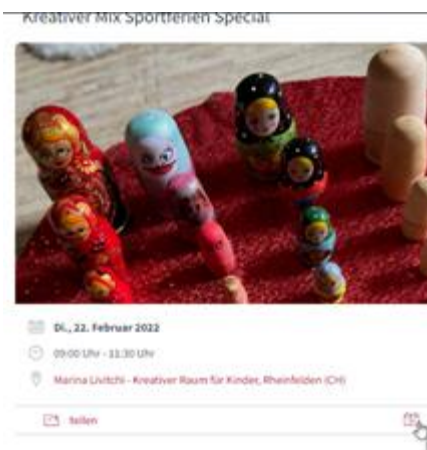 Kreativer Mix Sportferien Special
Di., 22. Februar 2022
09:00 Uhr - 11:30 Uhr
Marina Livitchi - Kreativer Raum für Kinder, Rheinfelden (CH)
teilen